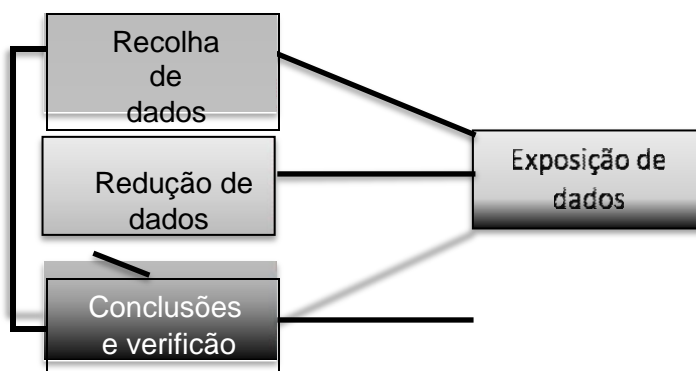 Recolha
de
dados
Exposição de
dados
Redução de
dados
Conclusões
e verificão